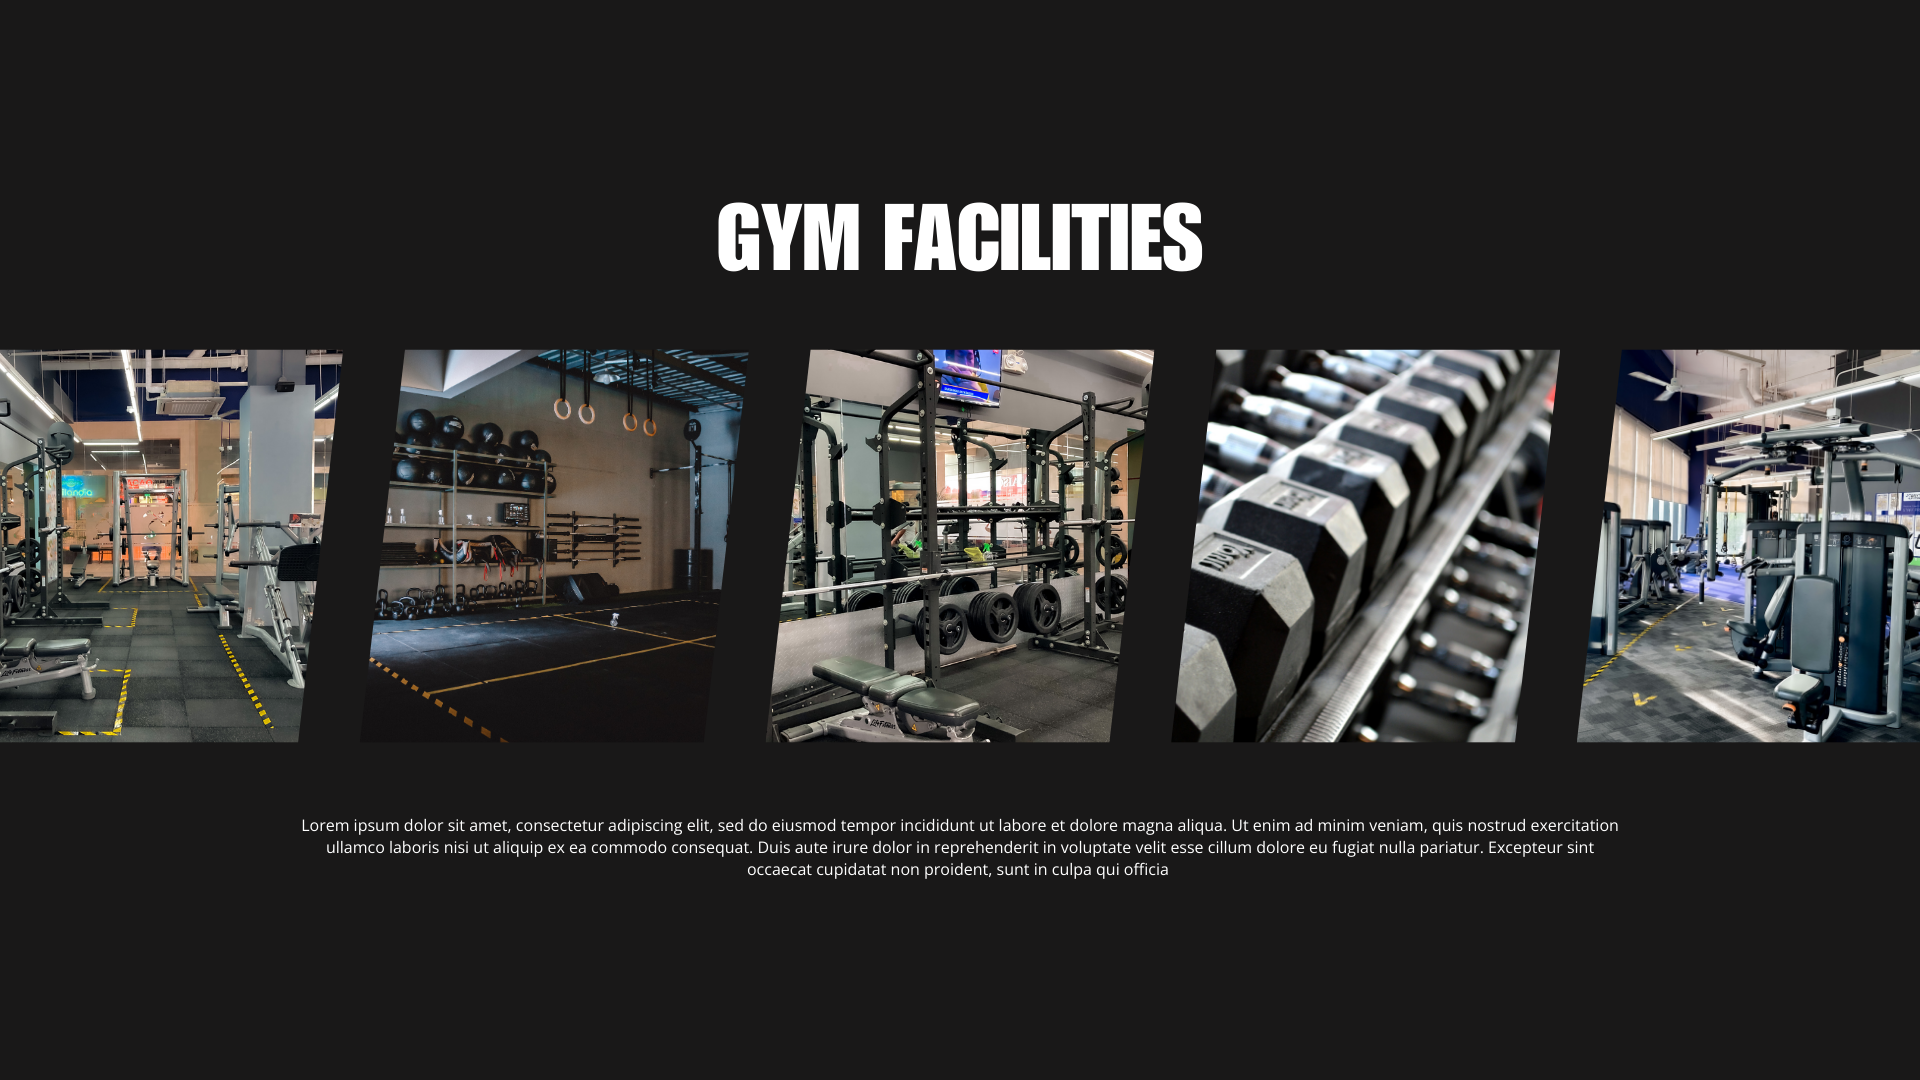 GYM FACILITIES
Lorem ipsum dolor sit amet, consectetur adipiscing elit, sed do eiusmod tempor incididunt ut labore et dolore magna aliqua. Ut enim ad minim veniam, quis nostrud exercitation
ullamco laboris nisi ut aliquip ex ea commodo consequat. Duis aute irure dolor in reprehenderit in voluptate velit esse cillum dolore eu fugiat nulla pariatur. Excepteur sint
occaecat cupidatat non proident, sunt in culpa qui officia